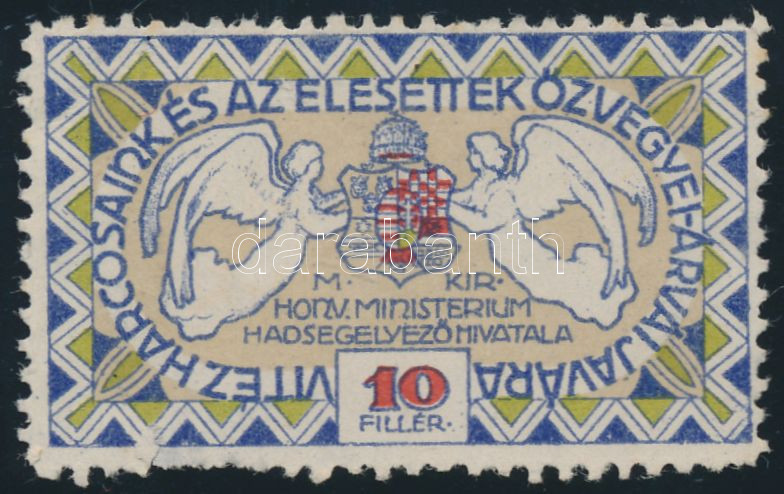 VITÉZ HARCOSAINK ÉS AZ ELESETTEK ÖZVEGYEI-ÁRVÁI JAVÁRA
M. KIR.
HONV. MINISTERIUM
HADSEGÉLYEZŐ HIVATALA
10
FILLÉR.
darabanth